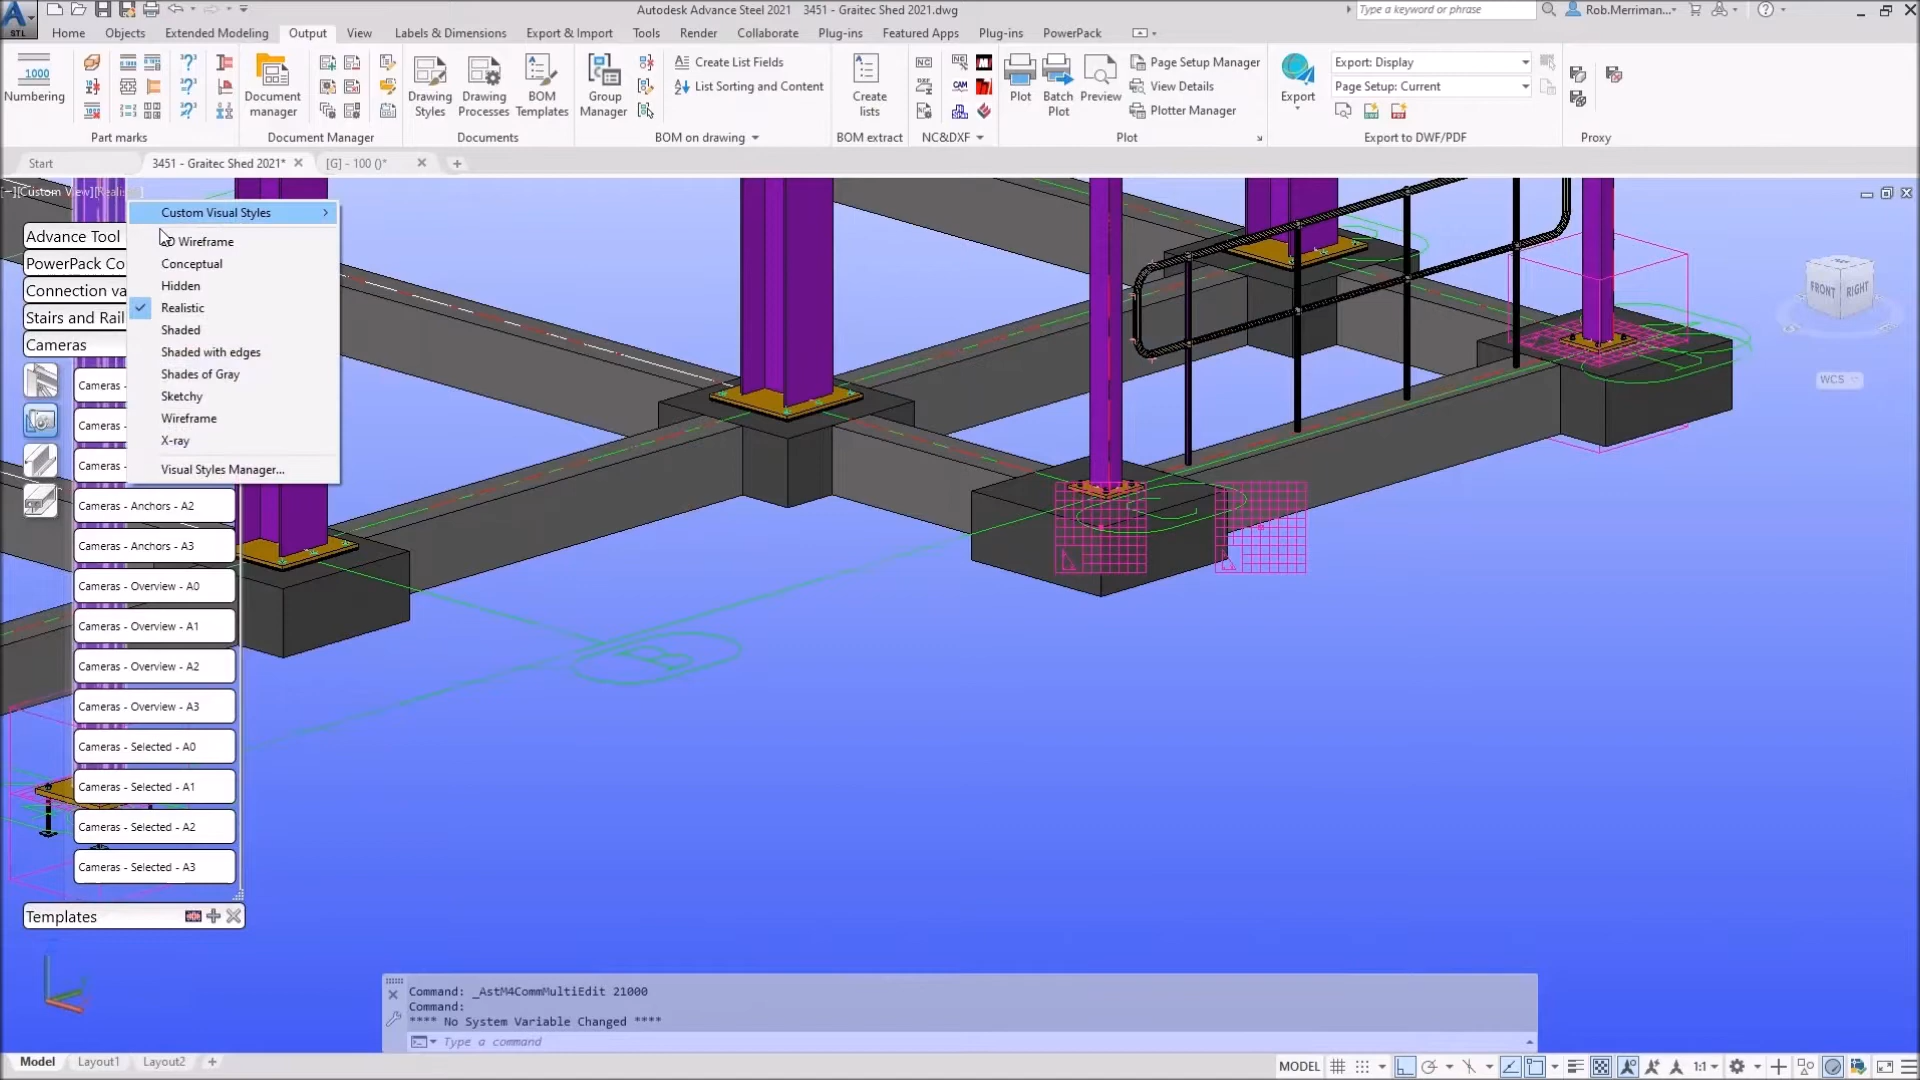 Autodesk Advance Steel 2021   3451 - Graitec Shed 2021.dwg
Type a keyword or phrase
Rob.Merriman...
STL
Home Objects Extended Modeling Output View Labels & Dimensions Export & Import Tools Render Collaborate Plug-ins Featured Apps Plug-ins PowerPack
Numbering
Part marks
Document manager
Document Manager
Drawing Styles
Drawing Processes
BOM Templates
Documents
Group Manager
Create List Fields
List Sorting and Content
BOM on drawing
Create lists
BOM extract
NC&DXF
Plot
Batch Plot
Preview
Page Setup Manager
View Details
Plotter Manager
Plot
Export
Export: Display
Page Setup: Current
Export to DWF/PDF
Proxy
Start
3451 - Graitec Shed 2021*
[G] - 100 ()*
[−][Custom View][Realis
Custom Visual Styles
D Wireframe
Conceptual
Hidden
Realistic
Shaded
Shaded with edges
Shades of Gray
Sketchy
Wireframe
X-ray
Visual Styles Manager...
Advance Tool
PowerPack Co
Connection va
Stairs and Rail
Cameras
Cameras -
Cameras -
Cameras -
Cameras - Anchors - A2
Cameras - Anchors - A3
Cameras - Overview - A0
Cameras - Overview - A1
Cameras - Overview - A2
Cameras - Overview - A3
Cameras - Selected - A0
Cameras - Selected - A1
Cameras - Selected - A2
Cameras - Selected - A3
Templates
FRONT RIGHT
WCS
B
Command: _AstM4CommMultiEdit 21000
Command:
**** No System Variable Changed ****
Type a command
Model Layout1 Layout2
MODEL
1:1